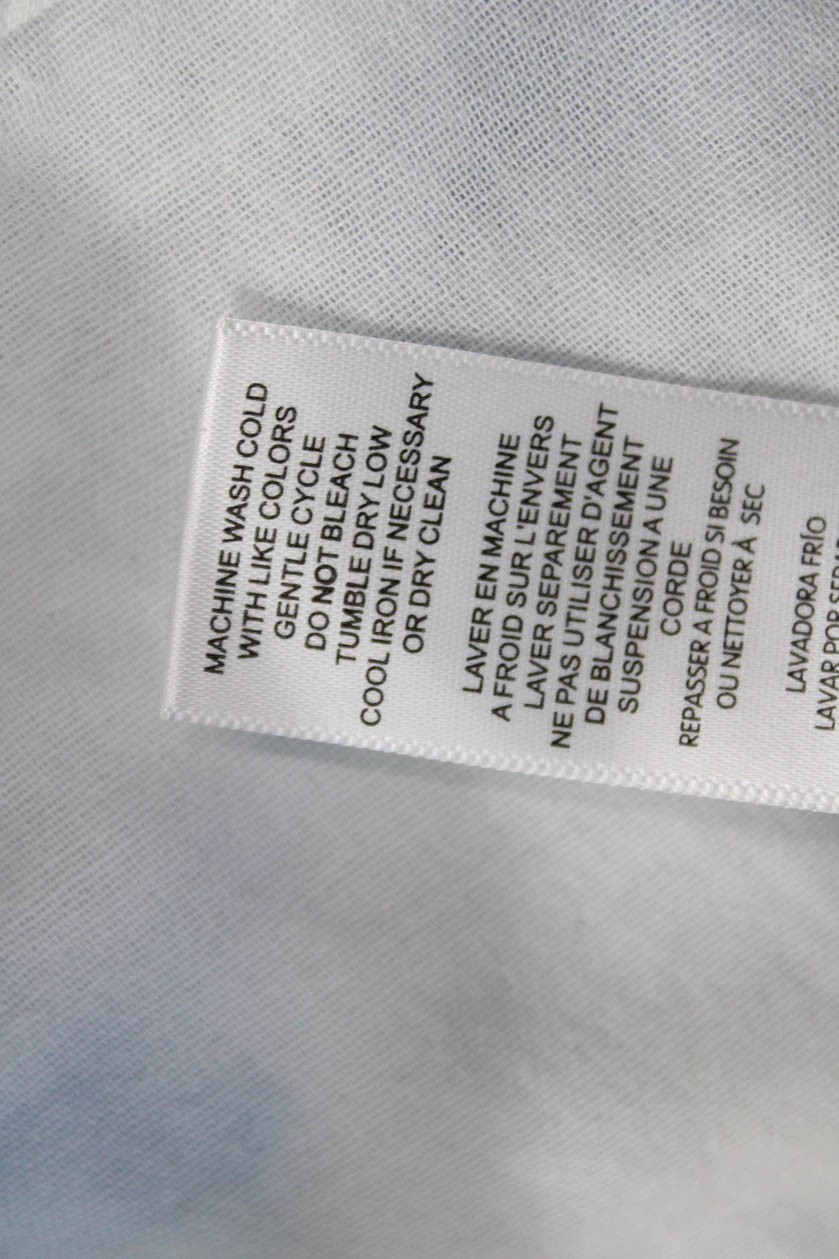 MACHINE WASH COLD
WITH LIKE COLORS
GENTLE CYCLE
DO NOT BLEACH
TUMBLE DRY LOW
COOL IRON IF NECESSARY
OR DRY CLEAN
LAVER EN MACHINE
A FROID SUR L'ENVERS
LAVER SEPAREMENT
NE PAS UTILISER D'AGENT
DE BLANCHISSEMENT
SUSPENSION A UNE
CORDE
REPASSER A FROID SI BESOIN
OU NETTOYER À SEC
LAVADORA FRÍO
LAVAR POR